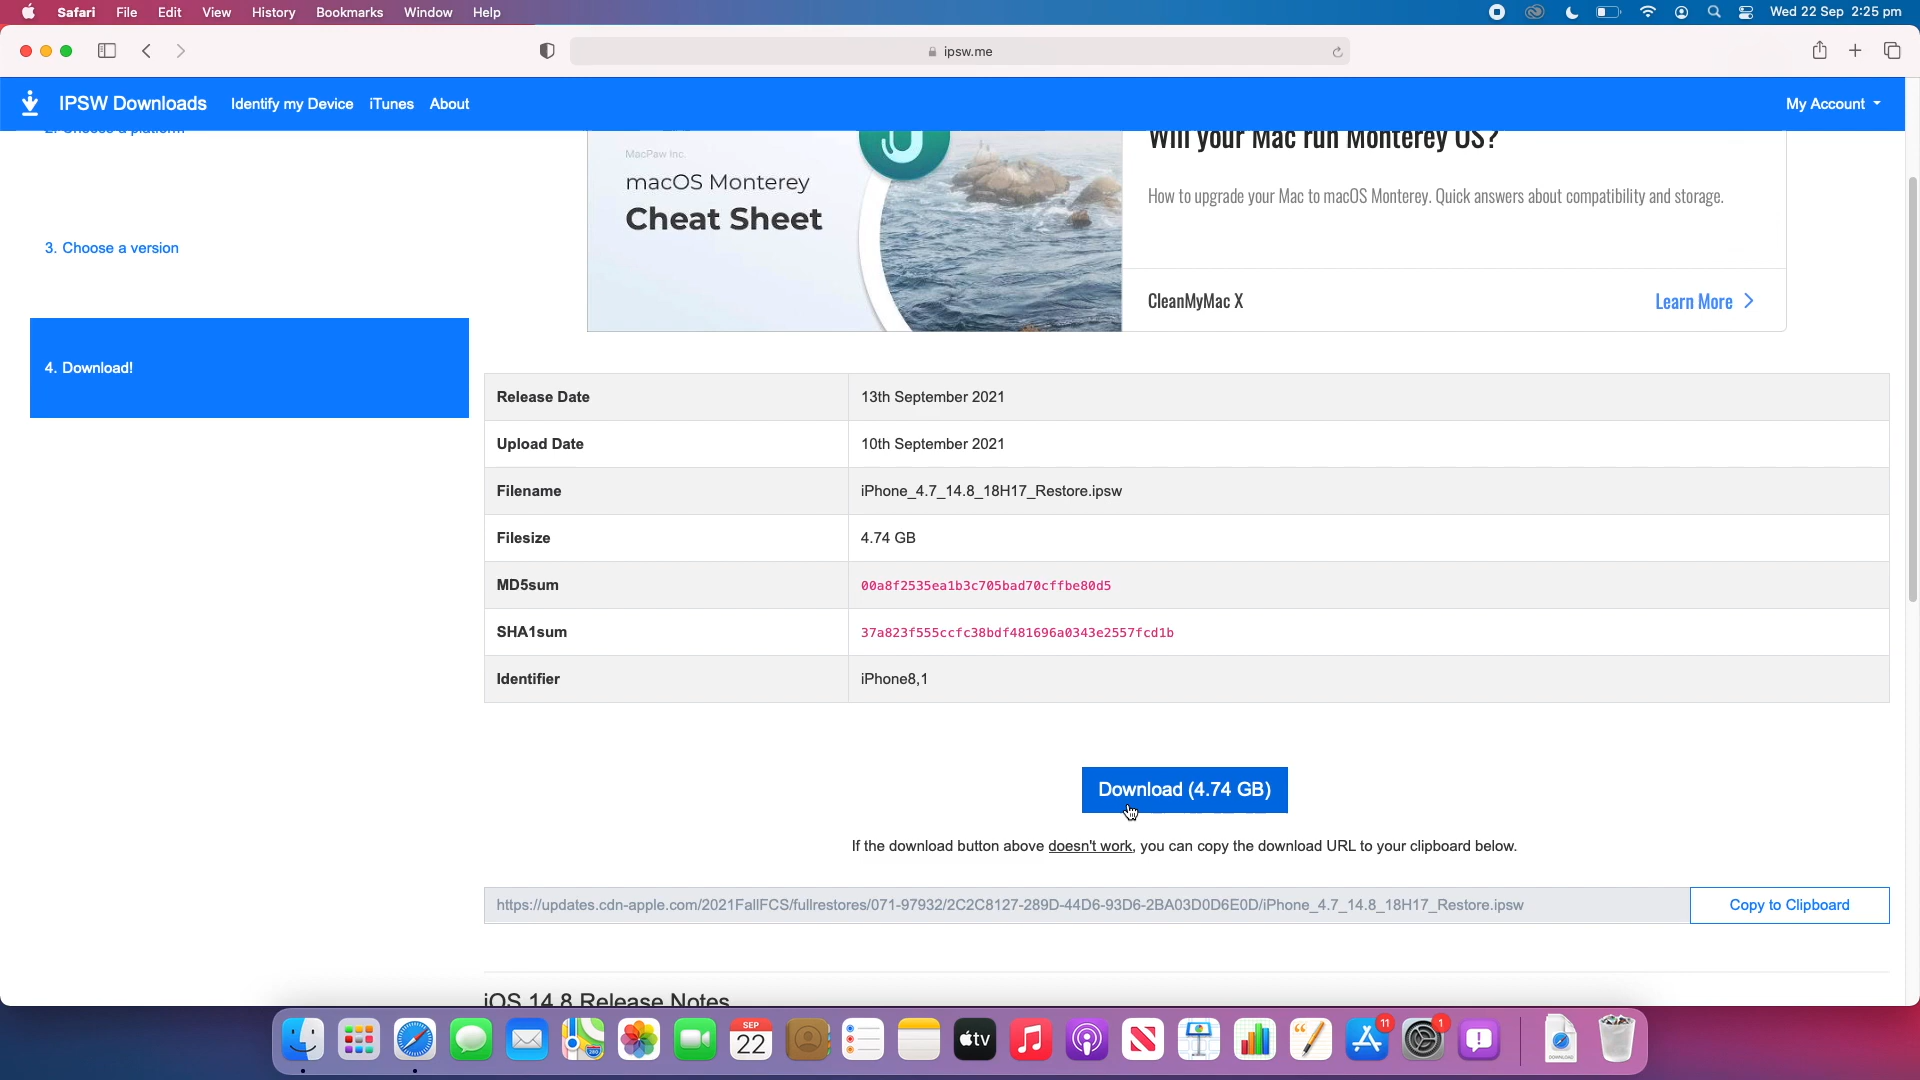 Safari File Edit View History Bookmarks Window Help Wed 22 Sep 2:25 pm
ipsw.me
IPSW Downloads Identify my Device iTunes About My Account
2. Choose a platform
3. Choose a version
4. Download!
MacPaw Inc.
macOS Monterey
Cheat Sheet
Will your Mac run Monterey OS?
How to upgrade your Mac to macOS Monterey. Quick answers about compatibility and storage.
CleanMyMac X Learn More
Release Date 13th September 2021
Upload Date 10th September 2021
Filename iPhone_4.7_14.8_18H17_Restore.ipsw
Filesize 4.74 GB
MD5sum 00a8f2535ea1b3c705bad70cffbe80d5
SHA1sum 37a823f555ccfc38bdf481696a0343e2557fcd1b
Identifier iPhone8,1
Download (4.74 GB)
If the download button above doesn't work, you can copy the download URL to your clipboard below.
https://updates.cdn-apple.com/2021FallFCS/fullrestores/071-97932/2C2C8127-289D-44D6-93D6-2BA03D0D6E0D/iPhone_4.7_14.8_18H17_Restore.ipsw Copy to Clipboard
iOS 14.8 Release Notes
SEP
22
tv
11
1
DOWNLOAD